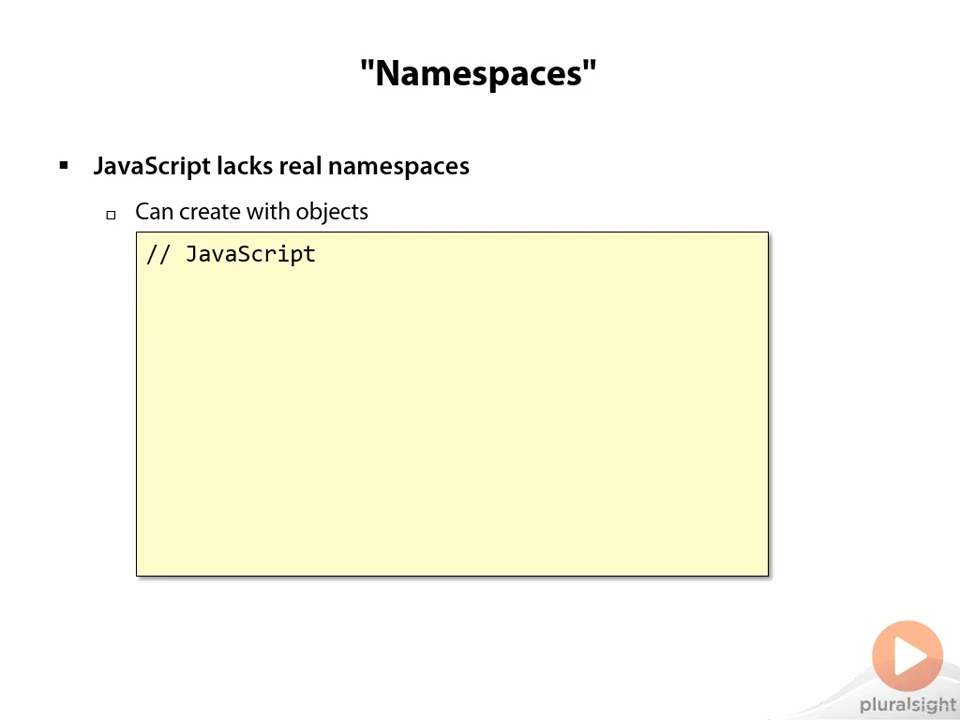 "Namespaces"
JavaScript lacks real namespaces
Can create with objects
// JavaScript
pluralsight